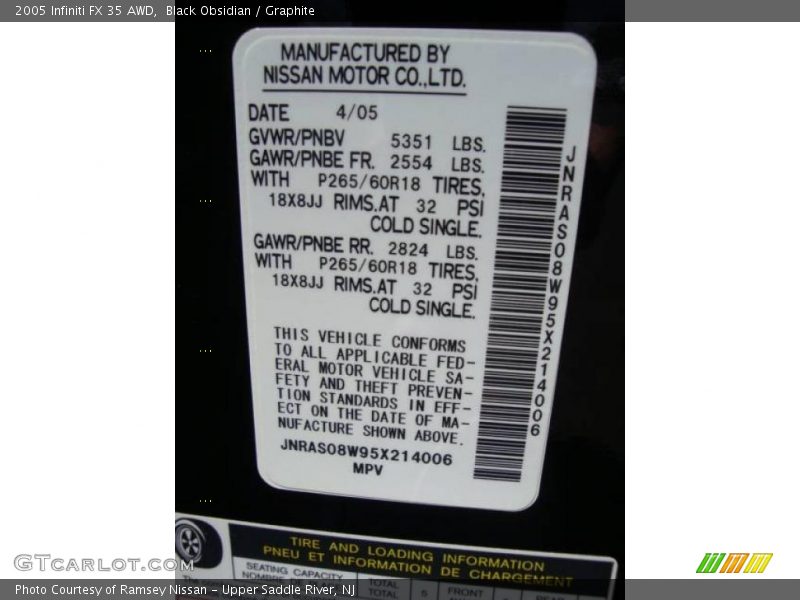 2005 Infiniti FX 35 AWD,  Black Obsidian / Graphite
MANUFACTURED BY
NISSAN MOTOR CO.,LTD.
DATE 4/05
GVWR/PNBV 5351 LBS.
GAWR/PNBE FR. 2554 LBS.
WITH P265/60R18 TIRES,
18X8JJ RIMS.AT 32 PSI
COLD SINGLE.
GAWR/PNBE RR. 2824 LBS.
WITH P265/60R18 TIRES,
18X8JJ RIMS.AT 32 PSI
COLD SINGLE.
THIS VEHICLE CONFORMS
TO ALL APPLICABLE FED-
ERAL MOTOR VEHICLE SA-
FETY AND THEFT PREVEN-
TION STANDARDS IN EFF-
ECT ON THE DATE OF MA-
NUFACTURE SHOWN ABOVE.
JNRAS08W95X214006
MPV
JNRAS08W95X214006
TIRE AND LOADING INFORMATION
PNEU ET INFORMATION DE CHARGEMENT
SEATING CAPACITY
NOMBRE DE
TOTAL
TOTAL
5
FRONT
REAR
GTcarlot.com
Photo Courtesy of Ramsey Nissan - Upper Saddle River, NJ